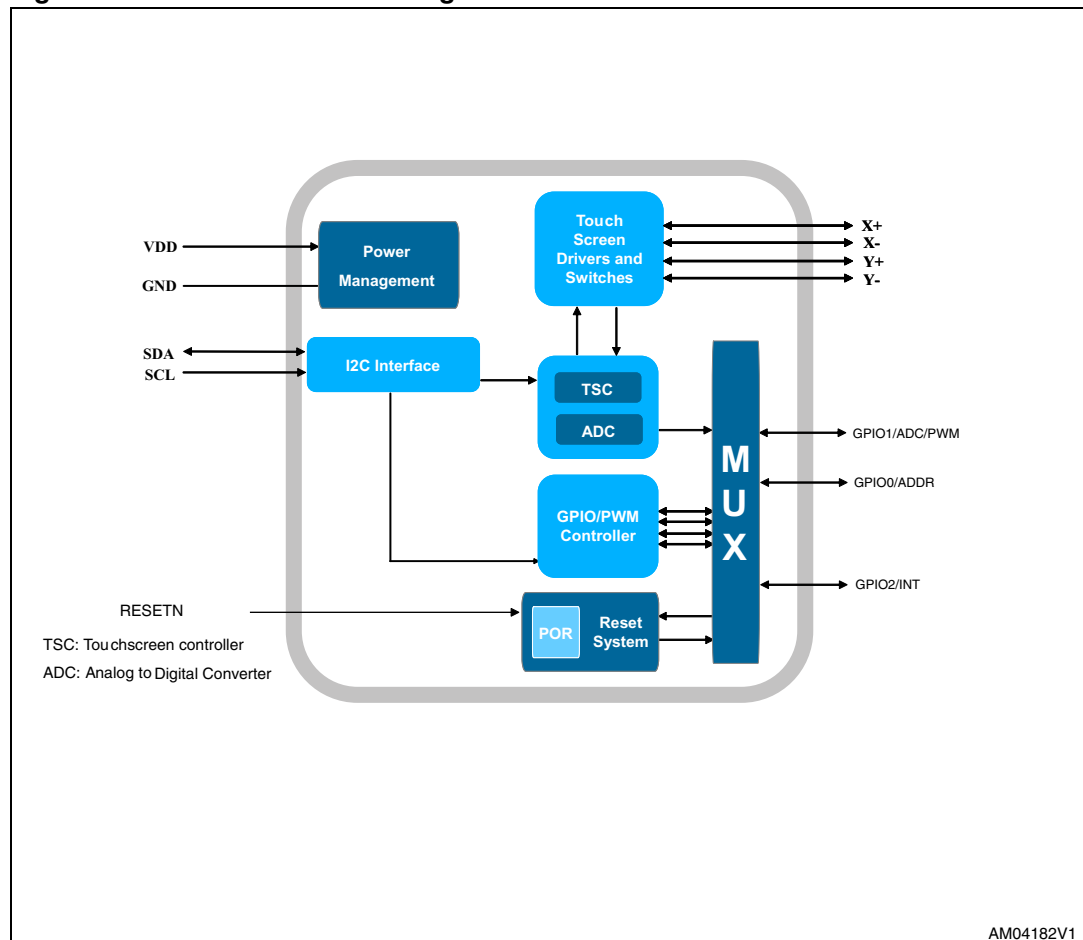 VDD
GND
SDA
SCL
Power
Management
I2C Interface
Touch
Screen
Drivers and
Switches
X+
X-
Y+
Y-
TSC
ADC
GPIO/PWM
Controller
M
U
X
GPIO1/ADC/PWM
GPIO0/ADDR
GPIO2/INT
RESETN
POR
Reset
System
TSC: Touchscreen controller
ADC: Analog to Digital Converter
AM04182V1